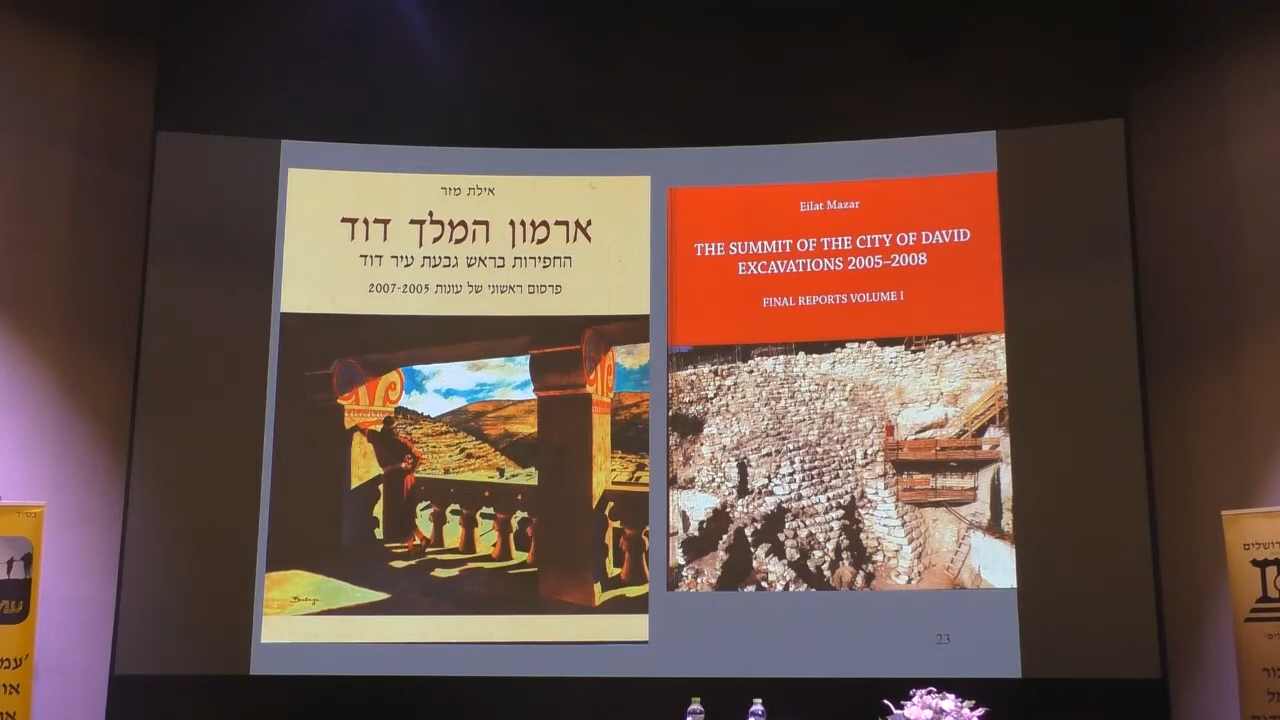 אילת מזר
ארמון המלך דוד
החפירות בראש גבעת עיר דוד
פרסום ראשוני של עונות 2007-2005
Eilat Mazar
THE SUMMIT OF THE CITY OF DAVID
EXCAVATIONS 2005–2008
FINAL REPORTS VOLUME I
23
בס״ד